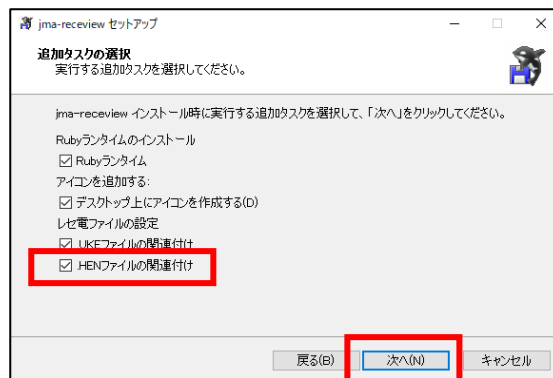 jma-receview セットアップ
追加タスクの選択
実行する追加タスクを選択してください。
jma-receview インストール時に実行する追加タスクを選択して、「次へ」をクリックしてください。
Rubyランタイムのインストール
Rubyランタイム
アイコンを追加する:
デスクトップ上にアイコンを作成する(D)
レセ電ファイルの設定
.UKEファイルの関連付け
.HENファイルの関連付け
戻る(B)
次へ(N)
キャンセル